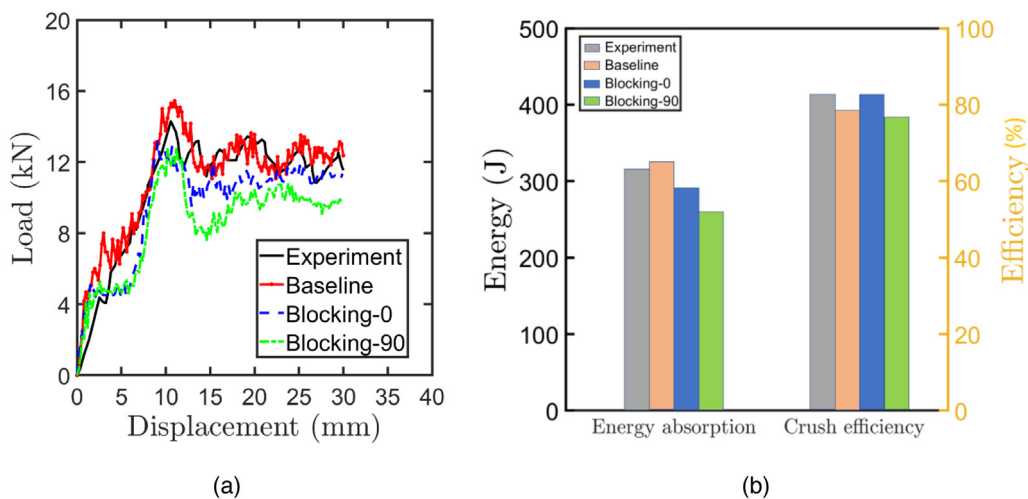 20
16
12
8
4
0
Load (kN)
0 5 10 15 20 25 30 35 40
Displacement (mm)
Experiment
Baseline
Blocking-0
Blocking-90
(a)
500
400
300
200
100
0
Energy (J)
Experiment
Baseline
Blocking-0
Blocking-90
Energy absorption Crush efficiency
100
80
60
40
20
0
Efficiency (%)
(b)